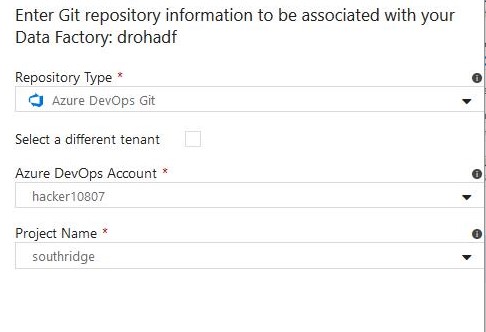 Enter Git repository information to be associated with your
Data Factory: drohadf
Repository Type *
Azure DevOps Git
Select a different tenant
Azure DevOps Account *
hacker10807
Project Name *
southridge